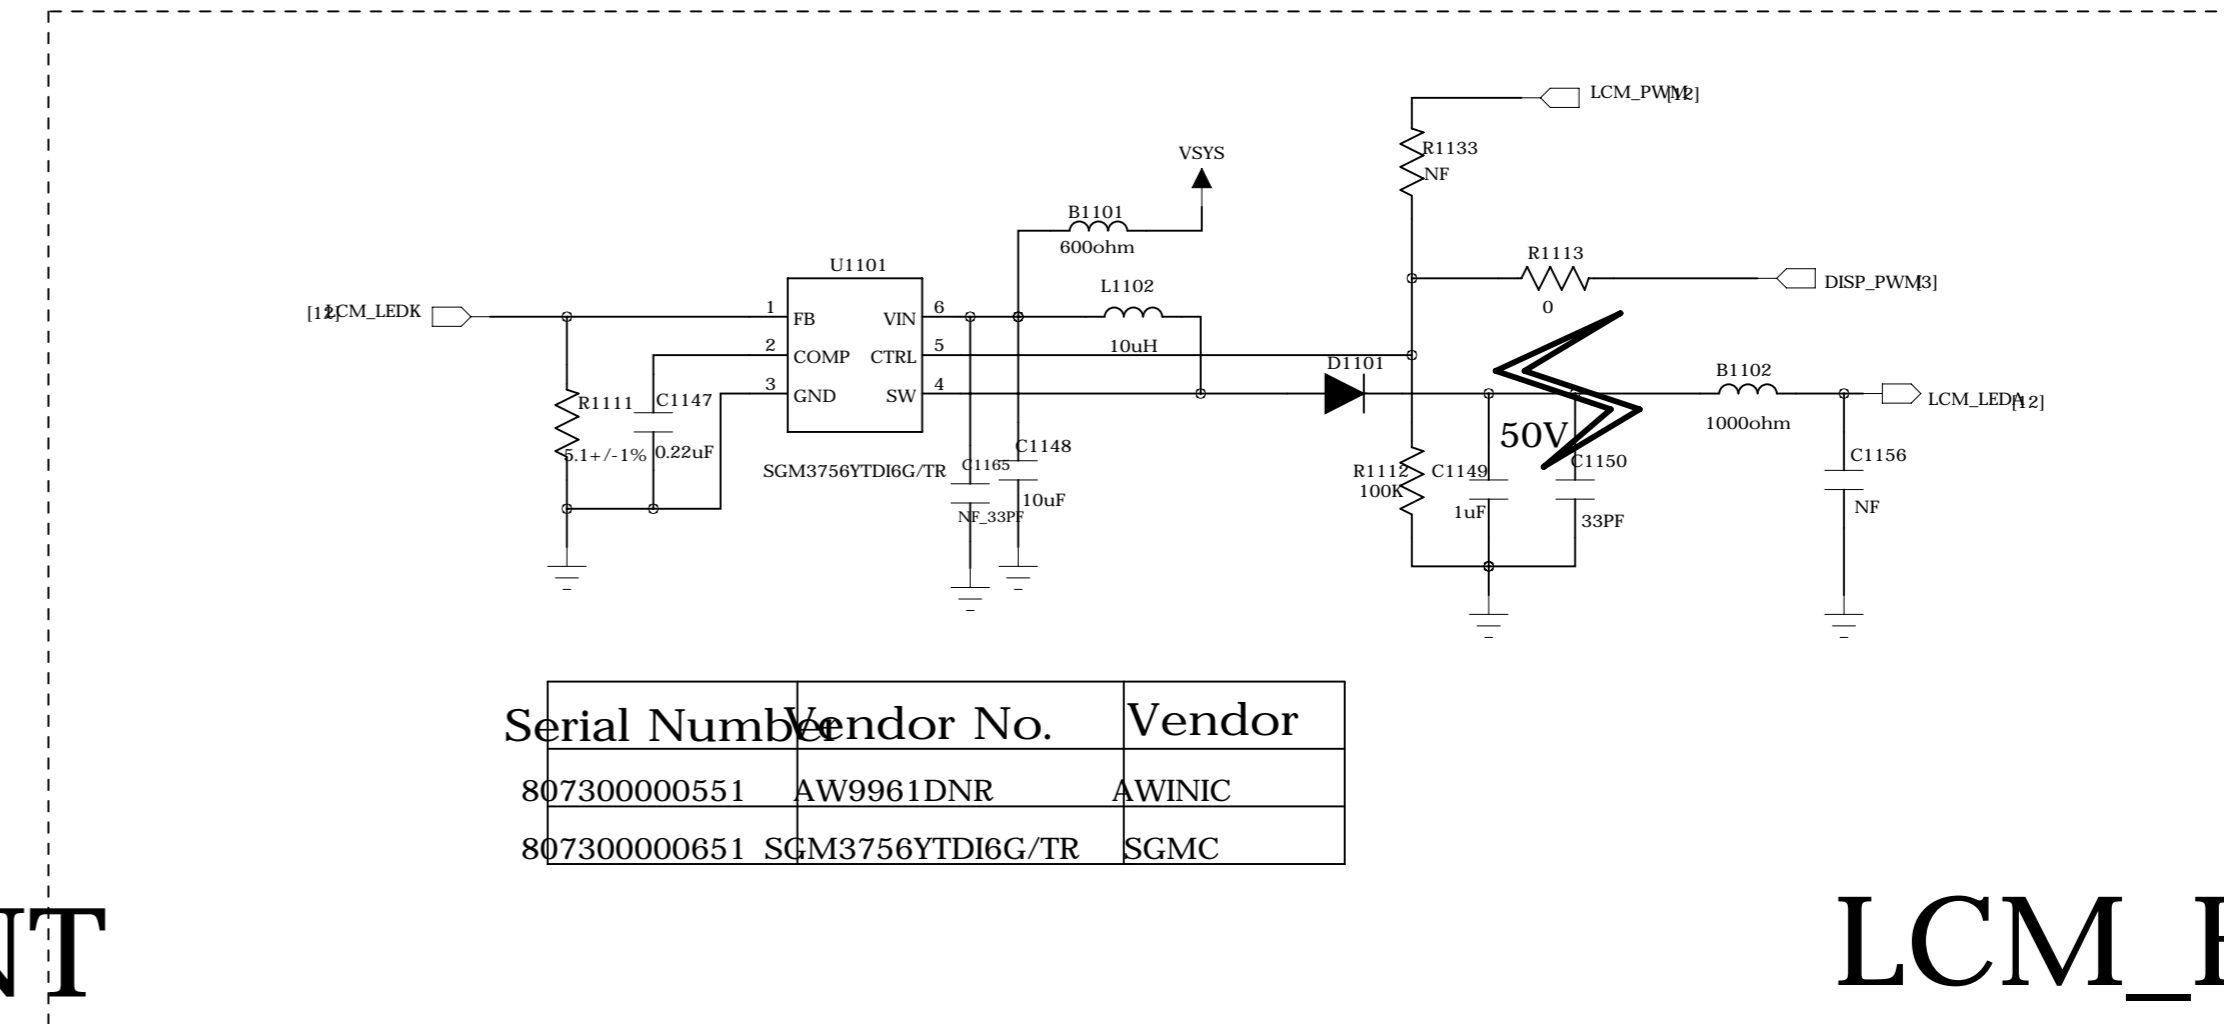 LCM_PWM[12]
R1133
NF
VSYS
B1101
600ohm
R1113
0
DISP_PWM[3]
U1101
L1102
10uH
[12]LCM_LEDK
1 FB VIN 6
2 COMP CTRL 5
3 GND SW 4
D1101
B1102
1000ohm
LCM_LEDA[12]
R1111
5.1+/-1%
C1147
0.22uF
SGM3756YTDI6G/TR
C1165
NF_33PF
C1148
10uF
50V
R1112
100K
C1149
1uF
C1150
33PF
C1156
NF
Serial Number Vendor No. Vendor
807300000551 AW9961DNR AWINIC
807300000651 SGM3756YTDI6G/TR SGMC
NT
LCM_